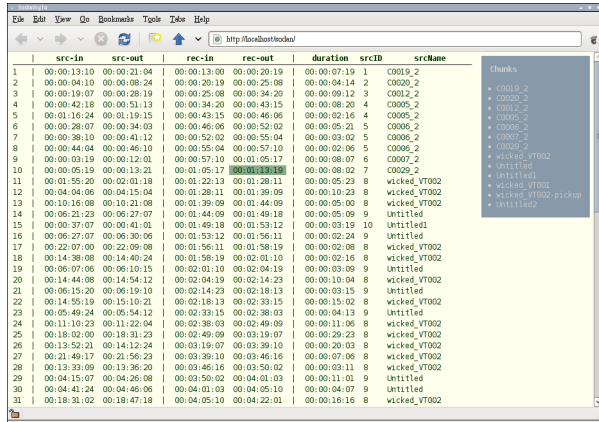 File Edit View Go Bookmarks Tools Tabs Help
http://localhost/sodan/
| src-in src-out | rec-in rec-out | duration srcID srcName
1 | 00:00:13:10 00:00:21:04 | 00:00:13:00 00:00:20:19 | 00:00:07:19 1 C0019_2
2 | 00:00:04:10 00:00:08:24 | 00:00:20:19 00:00:25:08 | 00:00:04:14 2 C0020_2
3 | 00:00:19:07 00:00:28:19 | 00:00:25:08 00:00:34:20 | 00:00:09:12 3 C0012_2
4 | 00:00:42:18 00:00:51:13 | 00:00:34:20 00:00:43:15 | 00:00:08:20 4 C0005_2
5 | 00:01:16:24 00:01:19:15 | 00:00:43:15 00:00:46:06 | 00:00:02:16 4 C0005_2
6 | 00:00:28:07 00:00:34:03 | 00:00:46:06 00:00:52:02 | 00:00:05:21 5 C0006_2
7 | 00:00:38:10 00:00:41:12 | 00:00:52:02 00:00:55:04 | 00:00:03:02 5 C0006_2
8 | 00:00:44:04 00:00:46:10 | 00:00:55:04 00:00:57:10 | 00:00:02:06 5 C0006_2
9 | 00:00:03:19 00:00:12:01 | 00:00:57:10 00:01:05:17 | 00:00:08:07 6 C0007_2
10 | 00:00:05:19 00:00:13:21 | 00:01:05:17 00:01:13:19 | 00:00:08:02 7 C0029_2
11 | 00:01:55:20 00:02:01:18 | 00:01:22:13 00:01:28:11 | 00:00:05:23 8 wicked_VT002
12 | 00:04:04:06 00:04:15:04 | 00:01:28:11 00:01:39:09 | 00:00:10:23 8 wicked_VT002
13 | 00:10:16:08 00:10:21:08 | 00:01:39:09 00:01:44:09 | 00:00:05:00 8 wicked_VT002
14 | 00:06:21:23 00:06:27:07 | 00:01:44:09 00:01:49:18 | 00:00:05:09 9 Untitled
15 | 00:00:37:07 00:00:41:01 | 00:01:49:18 00:01:53:12 | 00:00:03:19 10 Untitled1
16 | 00:06:27:07 00:06:30:06 | 00:01:53:12 00:01:56:11 | 00:00:02:24 9 Untitled
17 | 00:22:07:00 00:22:09:08 | 00:01:56:11 00:01:58:19 | 00:00:02:08 8 wicked_VT002
18 | 00:14:38:08 00:14:40:24 | 00:01:58:19 00:02:01:10 | 00:00:02:16 8 wicked_VT002
19 | 00:06:07:06 00:06:10:15 | 00:02:01:10 00:02:04:19 | 00:00:03:09 9 Untitled
20 | 00:14:44:08 00:14:54:12 | 00:02:04:19 00:02:14:23 | 00:00:10:04 8 wicked_VT002
21 | 00:06:15:20 00:06:19:10 | 00:02:14:23 00:02:18:13 | 00:00:03:15 9 Untitled
22 | 00:14:55:19 00:15:10:21 | 00:02:18:13 00:02:33:15 | 00:00:15:02 8 wicked_VT002
23 | 00:05:49:24 00:05:54:12 | 00:02:33:15 00:02:38:03 | 00:00:04:13 9 Untitled
24 | 00:11:10:23 00:11:22:04 | 00:02:38:03 00:02:49:09 | 00:00:11:06 8 wicked_VT002
25 | 00:18:02:00 00:18:31:23 | 00:02:49:09 00:03:19:07 | 00:00:29:23 8 wicked_VT002
26 | 00:13:52:21 00:14:12:24 | 00:03:19:07 00:03:39:10 | 00:00:20:03 8 wicked_VT002
27 | 00:21:49:17 00:21:56:23 | 00:03:39:10 00:03:46:16 | 00:00:07:06 8 wicked_VT002
28 | 00:13:33:09 00:13:36:20 | 00:03:46:16 00:03:50:02 | 00:00:03:11 8 wicked_VT002
29 | 00:04:15:07 00:04:26:08 | 00:03:50:02 00:04:01:03 | 00:00:11:01 9 Untitled
30 | 00:04:41:24 00:04:46:06 | 00:04:01:03 00:04:05:10 | 00:00:04:07 9 Untitled
31 | 00:18:31:02 00:18:47:18 | 00:04:05:10 00:04:22:01 | 00:00:16:16 8 wicked_VT002
Chunks
C0019_2
C0020_2
C0012_2
C0005_2
C0006_2
C0007_2
C0029_2
wicked_VT002
Untitled
Untitled1
wicked_VT001
wicked_VT002-pickup
Untitled2